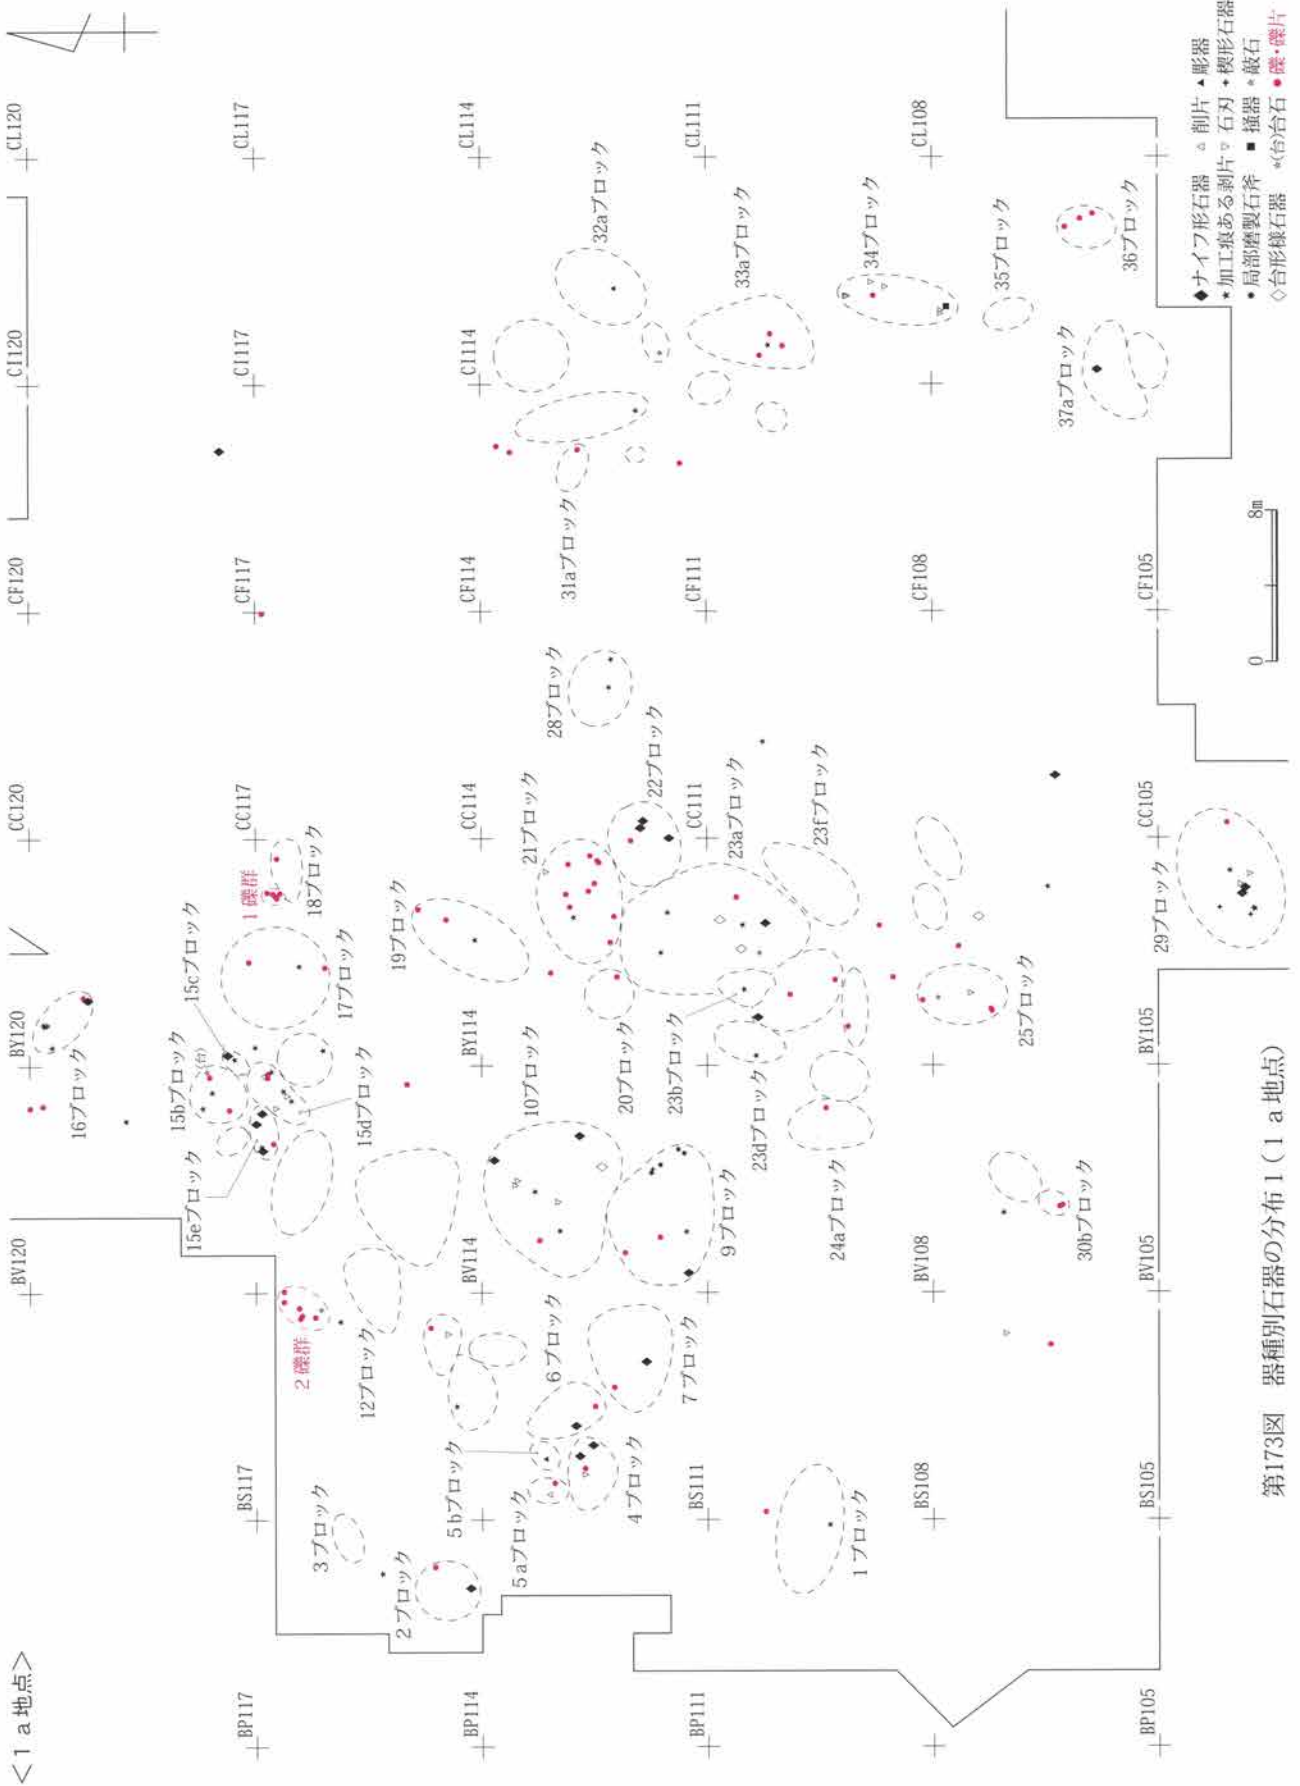 <1a地点>
CL120
CL117
CL114
CL111
CL108
CI120
CI117
CI114
CF120
CF117
CF114
CF111
CF108
CF105
CC120
CC117
CC114
CC111
CC105
BY120
BY114
BY105
BV120
BV114
BV108
BV105
BS117
BS111
BS108
BS105
BP117
BP114
BP111
BP105
32aブロック
33aブロック
34ブロック
35ブロック
36ブロック
37aブロック
31aブロック
28ブロック
22ブロック
21ブロック
23aブロック
23fブロック
29ブロック
1礫群
18ブロック
19ブロック
17ブロック
15cブロック
(台)
15bブロック
16ブロック
15dブロック
15eブロック
10ブロック
20ブロック
23bブロック
23dブロック
25ブロック
24aブロック
30bブロック
9ブロック
2礫群
12ブロック
6ブロック
7ブロック
5bブロック
5aブロック
4ブロック
3ブロック
2ブロック
1ブロック
◆ナイフ形石器 △ 削片 ▲彫器
★加工痕ある剥片 ▽ 石刃 ✦楔形石器
● 局部磨製石斧 ■ 掻器 ★敲石
◇台形様石器 *(台)台石 ●礫・礫片
0 8m
第173図 器種別石器の分布1(1a地点)